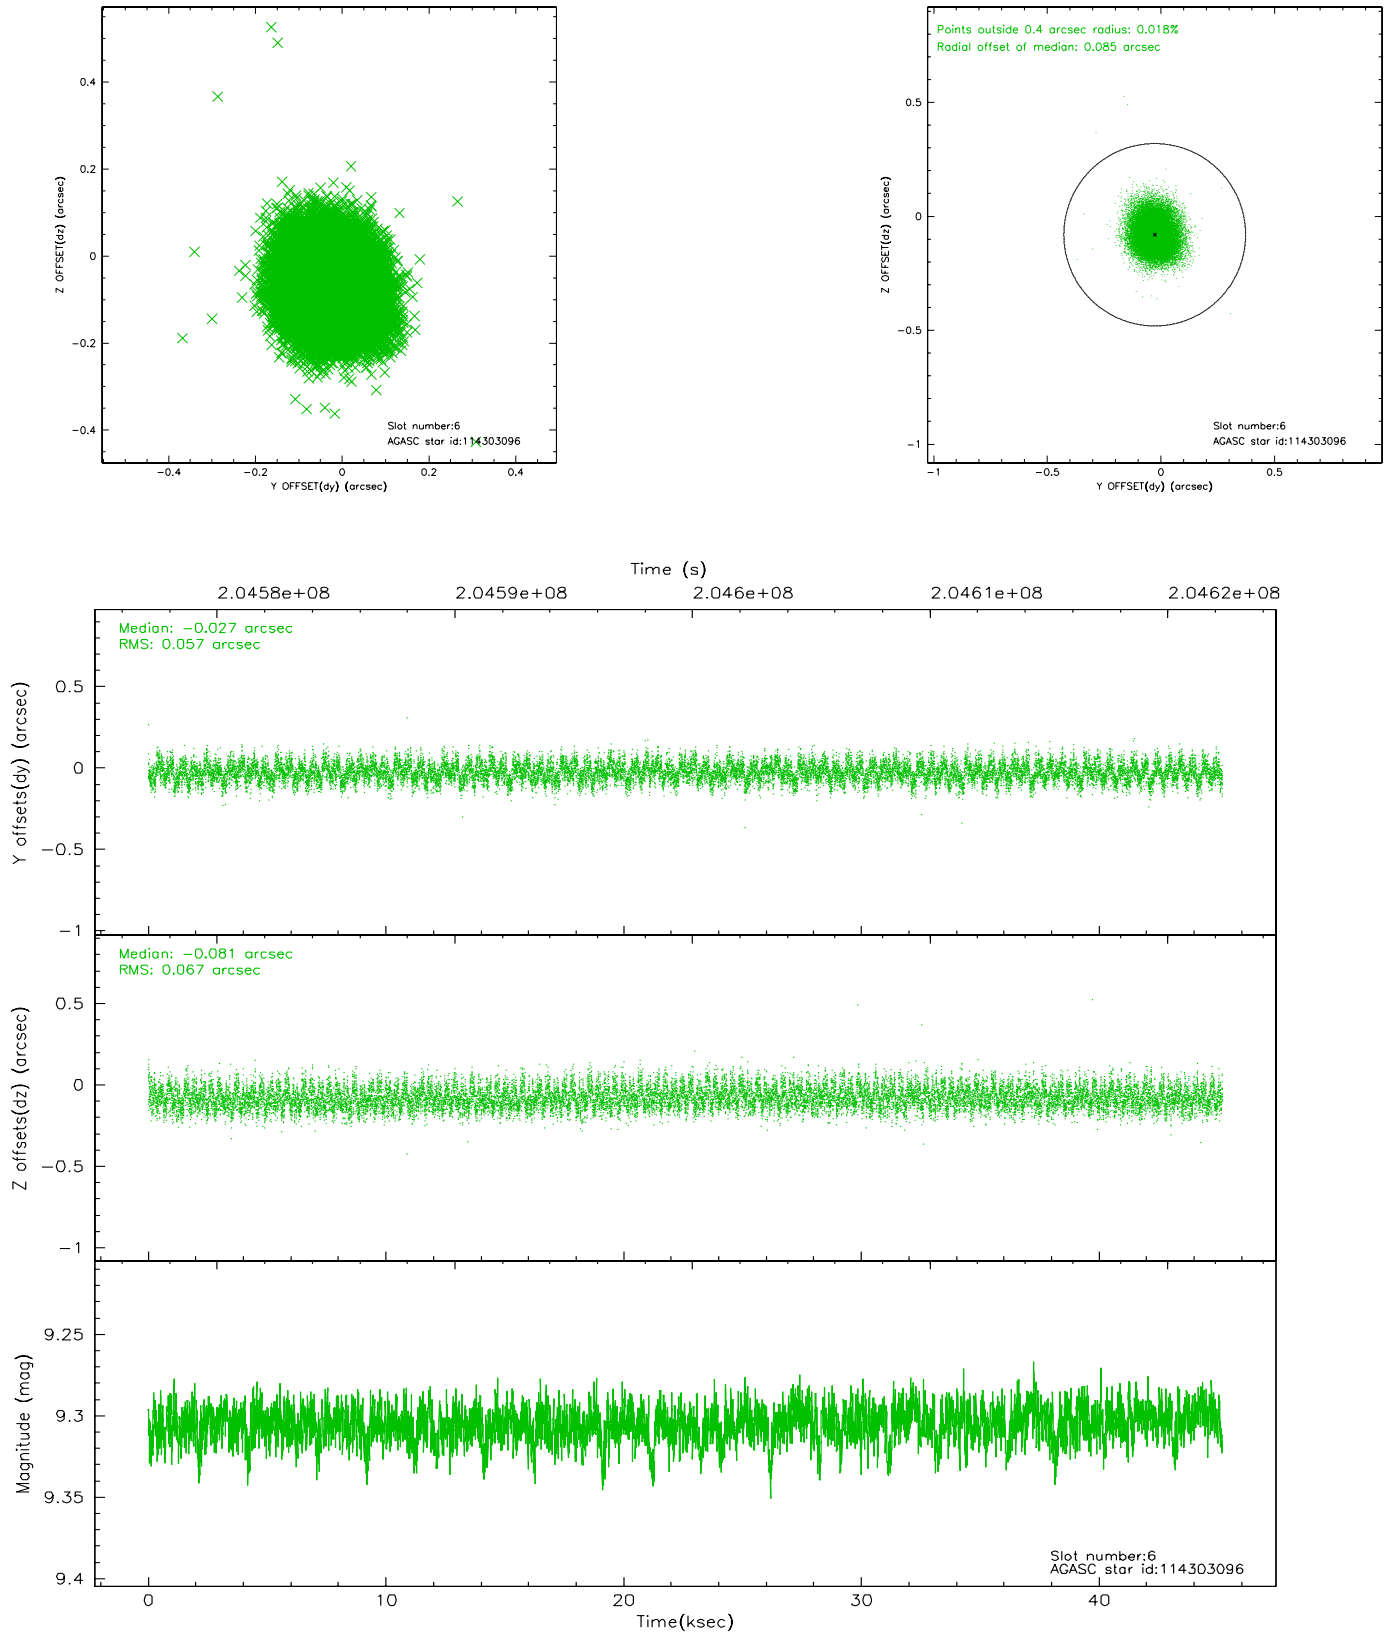 0.4
0.2
0
−0.2
−0.4
Z OFFSET(dz) (arcsec)
Slot number:6
AGASC star id:114303096
−0.4
−0.2
0
0.2
0.4
Y OFFSET(dy) (arcsec)
Points outside 0.4 arcsec radius: 0.018%
Radial offset of median: 0.085 arcsec
0.5
0
−0.5
−1
Z OFFSET(dz) (arcsec)
Slot number:6
AGASC star id:114303096
−1
−0.5
0
0.5
Y OFFSET(dy) (arcsec)
Time (s)
2.0458e+08
2.0459e+08
2.046e+08
2.0461e+08
2.0462e+08
Median: −0.027 arcsec
RMS: 0.057 arcsec
0.5
0
−0.5
−1
Y offsets(dy) (arcsec)
Median: −0.081 arcsec
RMS: 0.067 arcsec
0.5
0
−0.5
−1
Z offsets(dz) (arcsec)
9.25
9.3
9.35
9.4
Magnitude (mag)
Slot number:6
AGASC star id:114303096
0
10
20
30
40
Time(ksec)